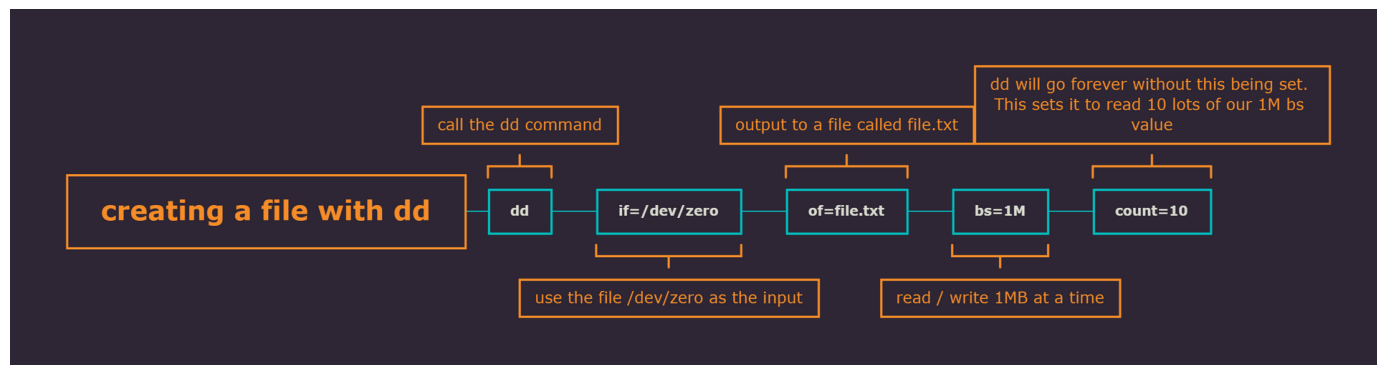 dd will go forever without this being set.
This sets it to read 10 lots of our 1M bs
value
call the dd command
output to a file called file.txt
creating a file with dd
dd
if=/dev/zero
of=file.txt
bs=1M
count=10
use the file /dev/zero as the input
read / write 1MB at a time